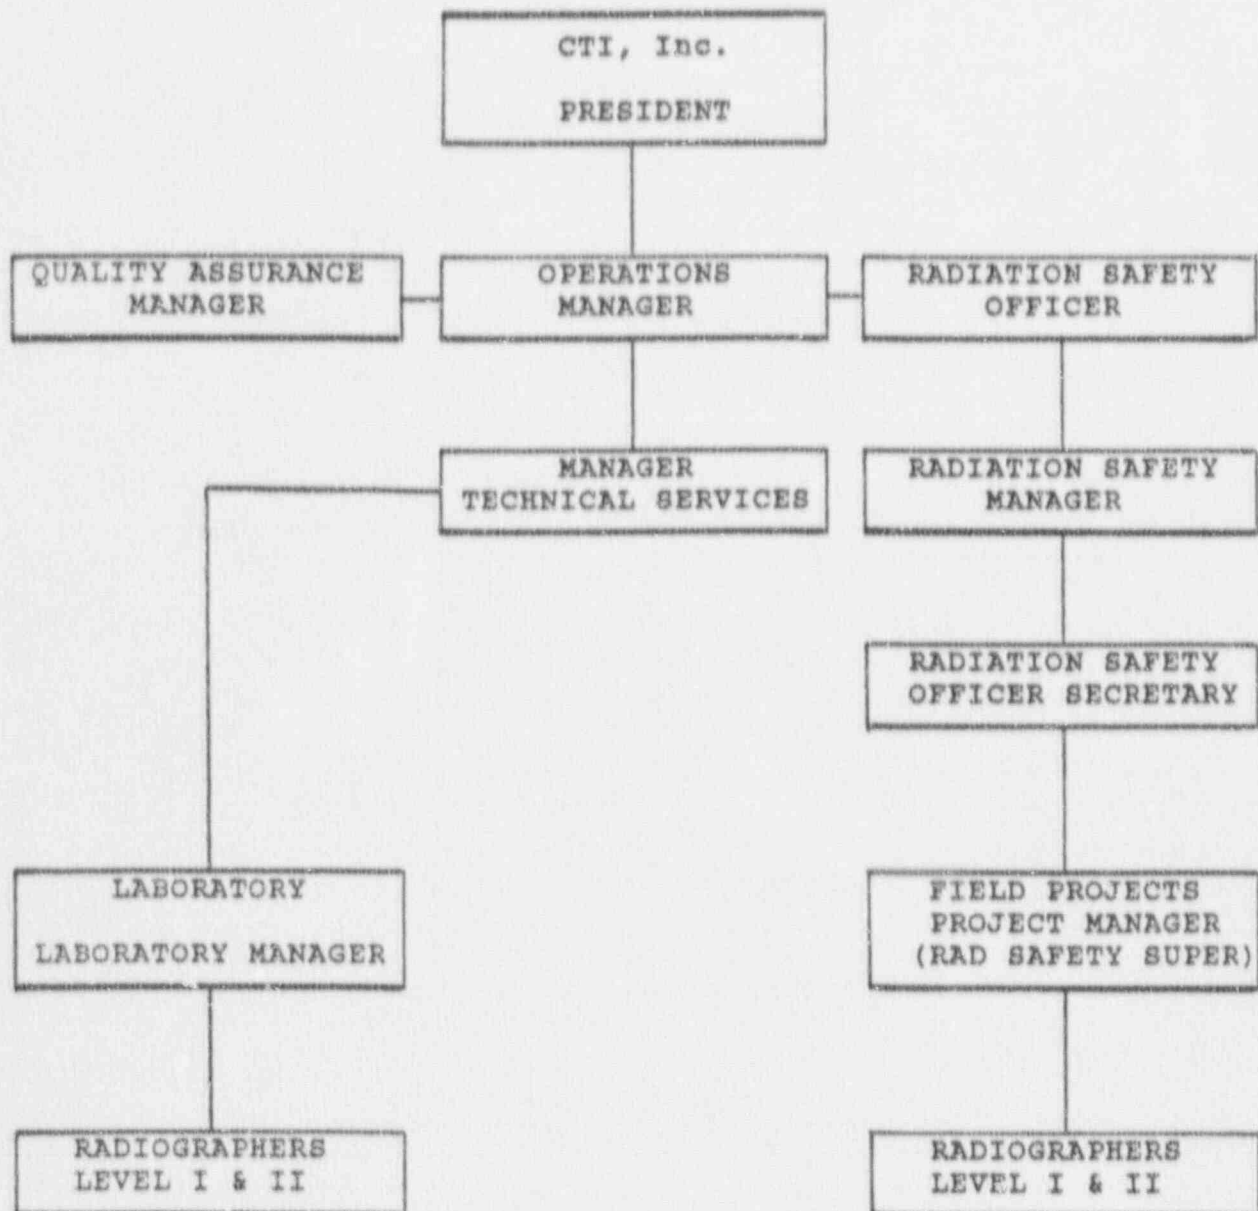 CTI, Inc.
PRESIDENT
QUALITY ASSURANCE
MANAGER
OPERATIONS
MANAGER
RADIATION SAFETY
OFFICER
MANAGER
TECHNICAL SERVICES
RADIATION SAFETY
MANAGER
RADIATION SAFETY
OFFICER SECRETARY
LABORATORY
LABORATORY MANAGER
FIELD PROJECTS
PROJECT MANAGER
(RAD SAFETY SUPER)
RADIOGRAPHERS
LEVEL I & II
RADIOGRAPHERS
LEVEL I & II